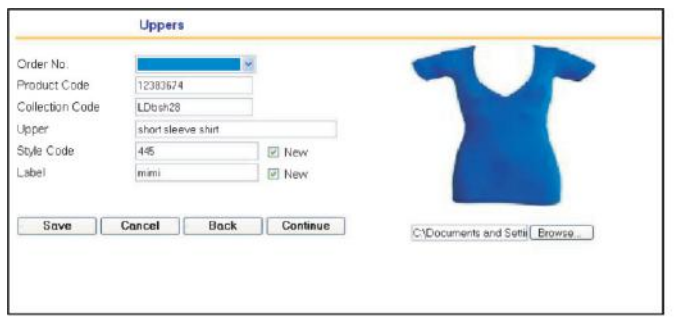 Uppers
Order No.
Product Code 12383674
Collection Code LDbsh28
Upper short sleeve shirt
Style Code 445 New
Label mimi New
Save Cancel Back Continue
C:\Documents and Setti Browse...